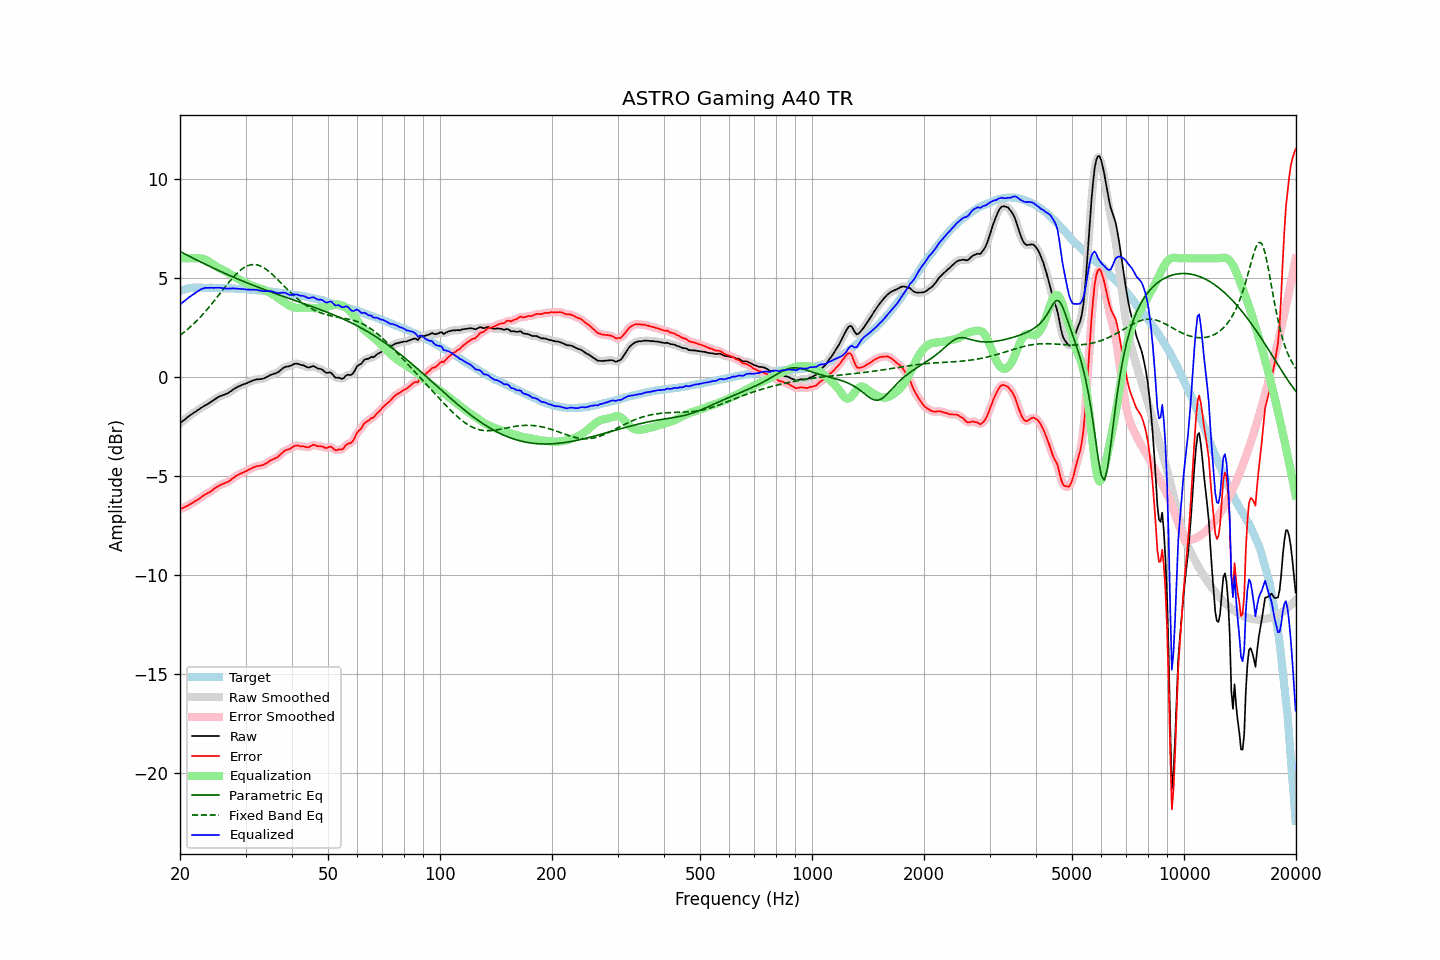 ASTRO Gaming A40 TR
Amplitude (dBr)
10
5
0
−5
−10
−15
−20
Target
Raw Smoothed
Error Smoothed
Raw
Error
Equalization
Parametric Eq
Fixed Band Eq
Equalized
20 50 100 200 500 1000 2000 5000 10000 20000
Frequency (Hz)